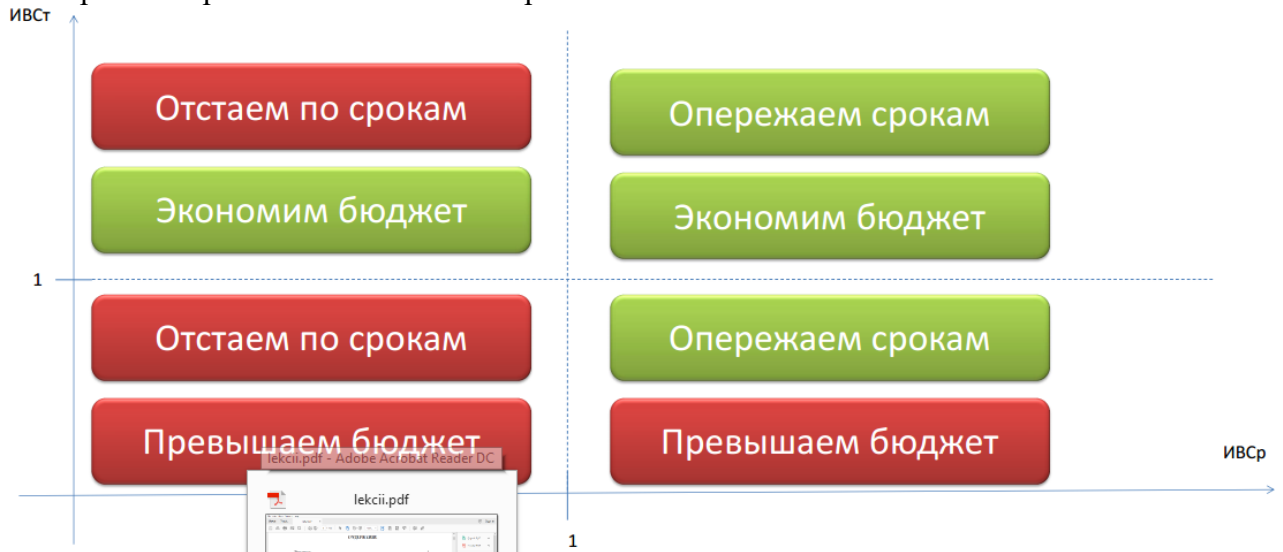 ИВСт
Отстаем по срокам
Опережаем срокам
Экономим бюджет
Экономим бюджет
1
Отстаем по срокам
Опережаем срокам
Превышаем бюджет
Превышаем бюджет
lekcii.pdf - Adobe Acrobat Reader DC
ИВСр
lekcii.pdf
1